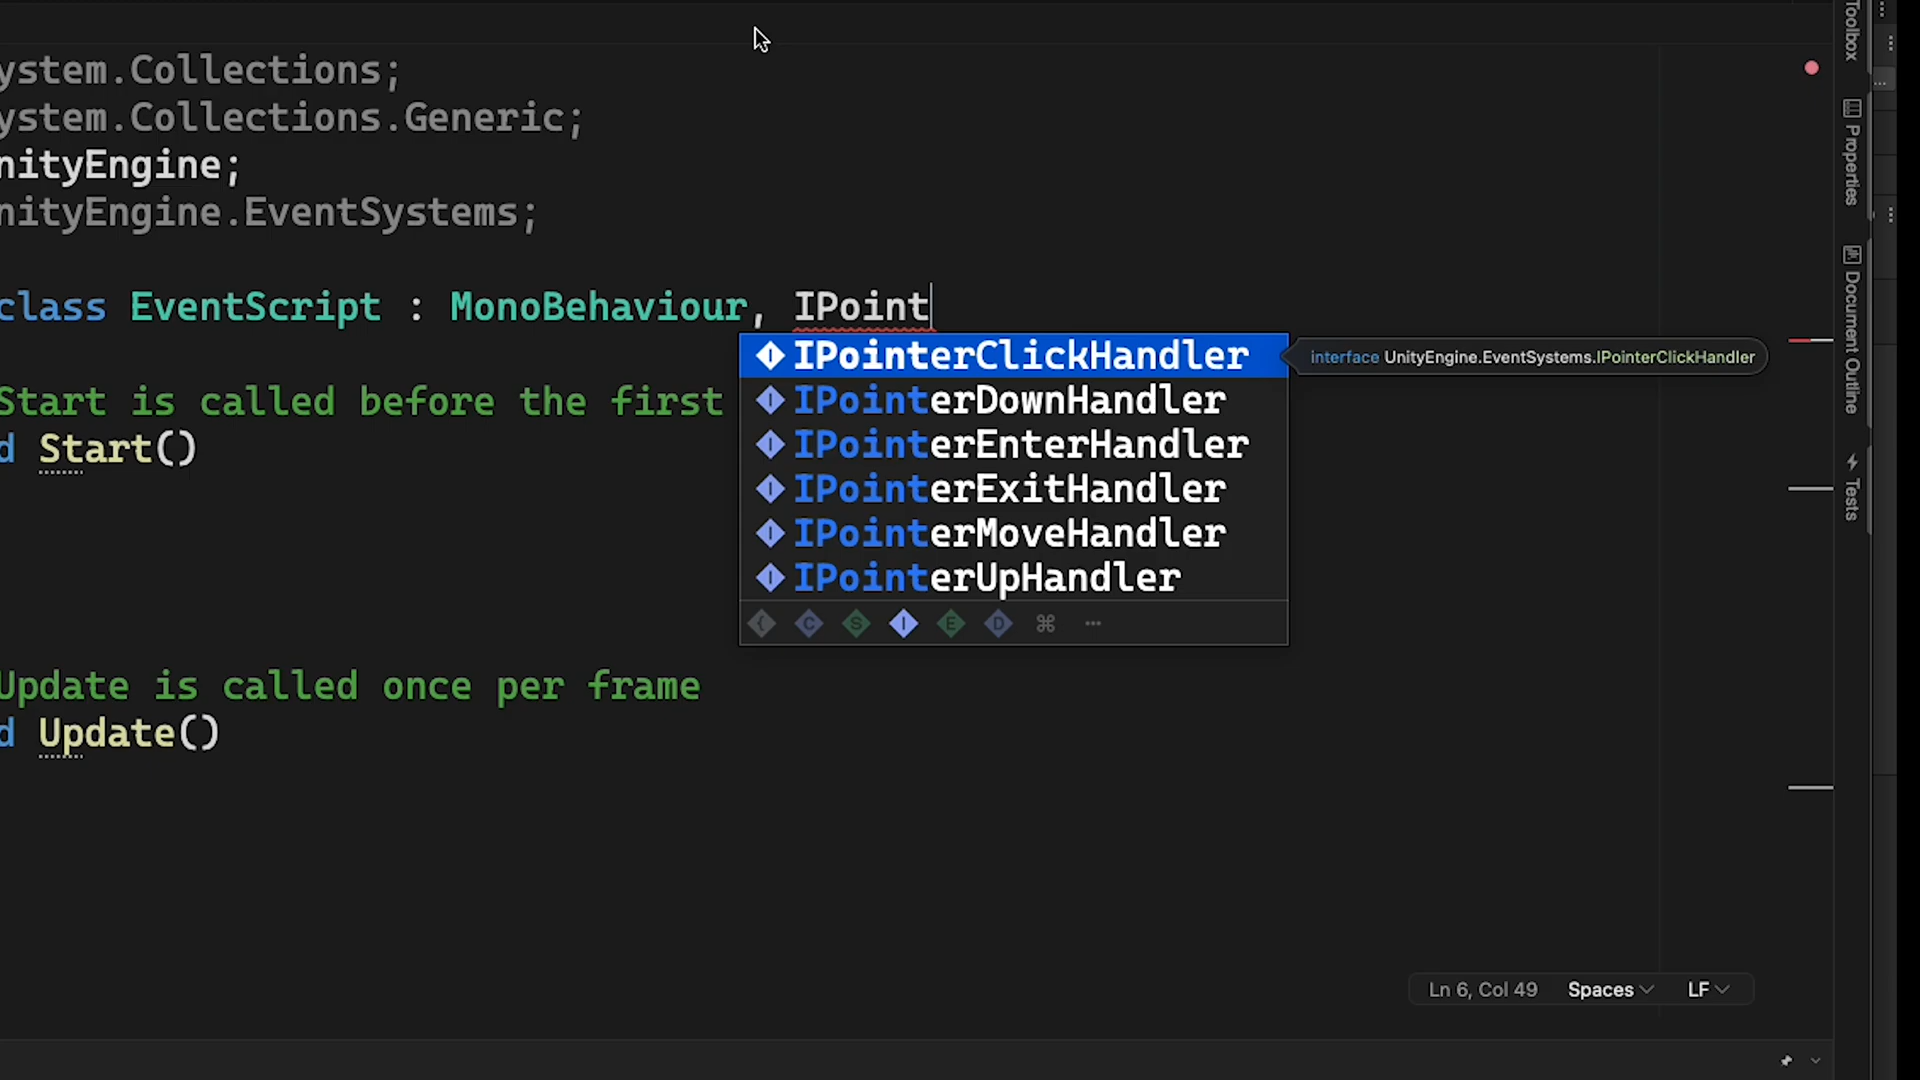 ystem.Collections;
ystem.Collections.Generic;
nityEngine;
nityEngine.EventSystems;
class EventScript : MonoBehaviour, IPoint
IPointerClickHandler
interface UnityEngine.EventSystems.IPointerClickHandler
IPointerDownHandler
IPointerEnterHandler
IPointerExitHandler
IPointerMoveHandler
IPointerUpHandler
{ C S I E D ⌘ ···
Start is called before the first
d Start()
Update is called once per frame
d Update()
Ln 6, Col 49 Spaces LF
Toolbox
Properties
Document Outline
Tests